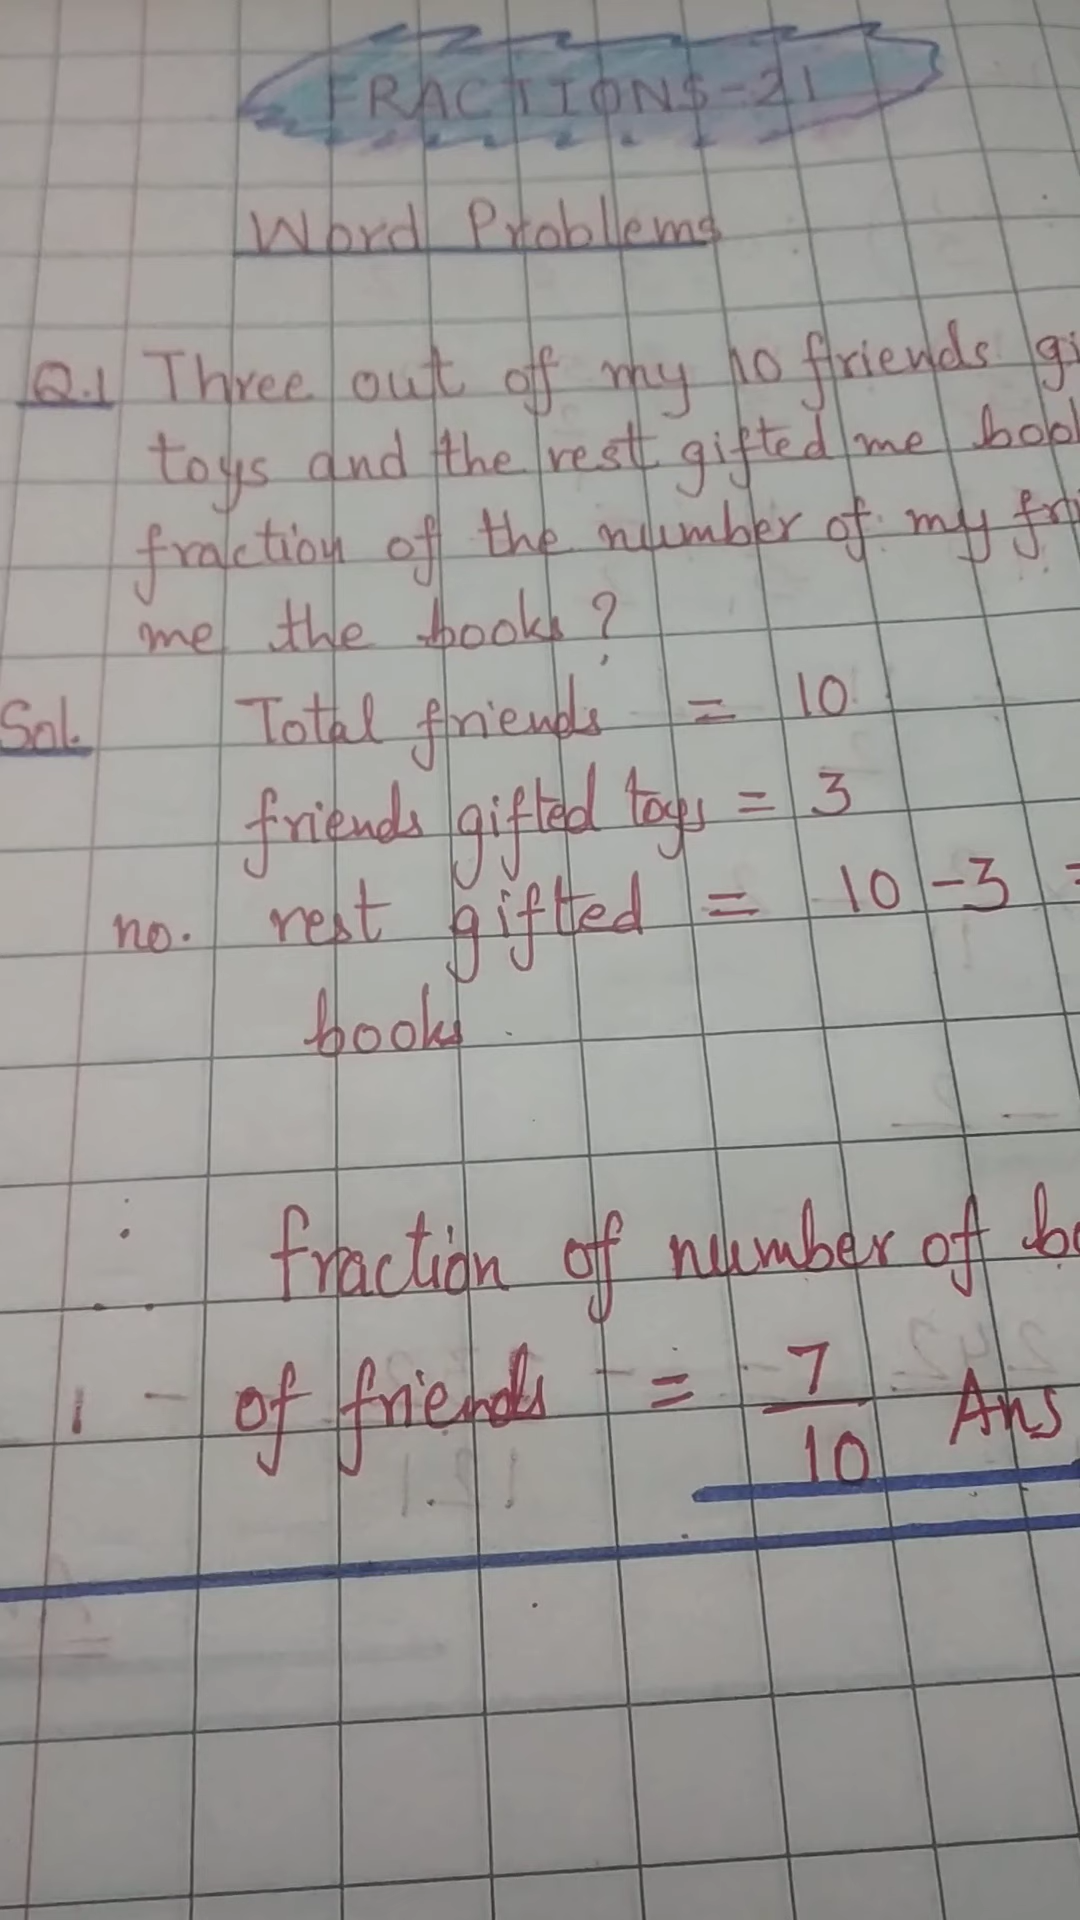 FRACTIONS-21
Word Problems
Q.1 Three out of my 10 friends
toys and the rest gifted me
fraction of the number of my
me the books?
Sol. Total friends = 10
friends gifted toys = 3
no. rest gifted = 10-3 =
books
∴ fraction of number of
of friends = 7/10 Ans